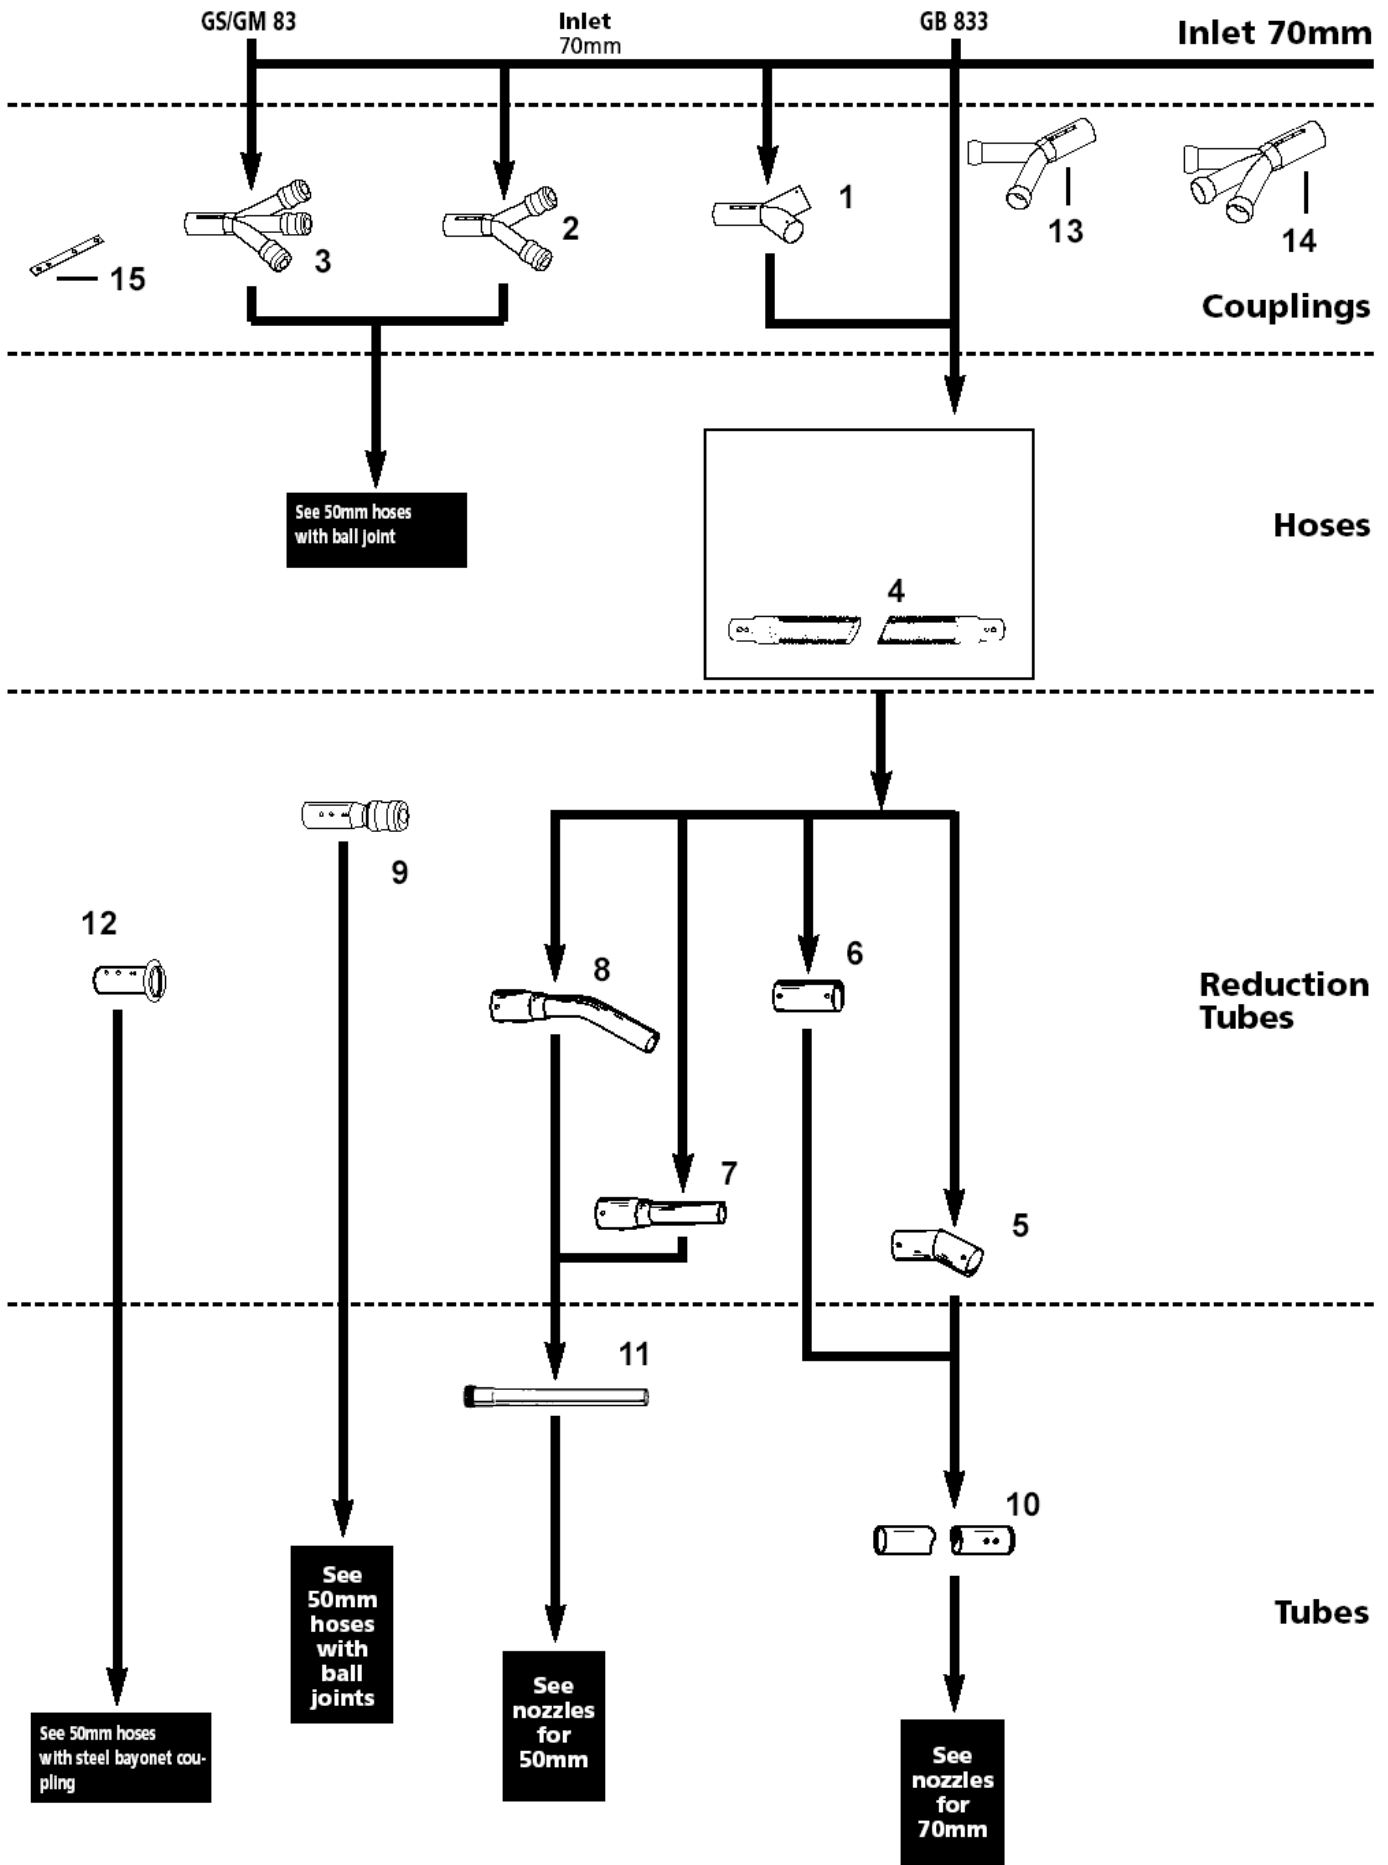 GS/GM 83
Inlet
70mm
GB 833
Inlet 70mm
1
2
3
13
14
15
Couplings
See 50mm hoses
with ball joint
Hoses
4
9
12
8
6
Reduction
Tubes
7
5
11
10
See
50mm
hoses
with
ball
joints
Tubes
See
nozzles
for
50mm
See 50mm hoses
with steel bayonet cou-
pling
See
nozzles
for
70mm